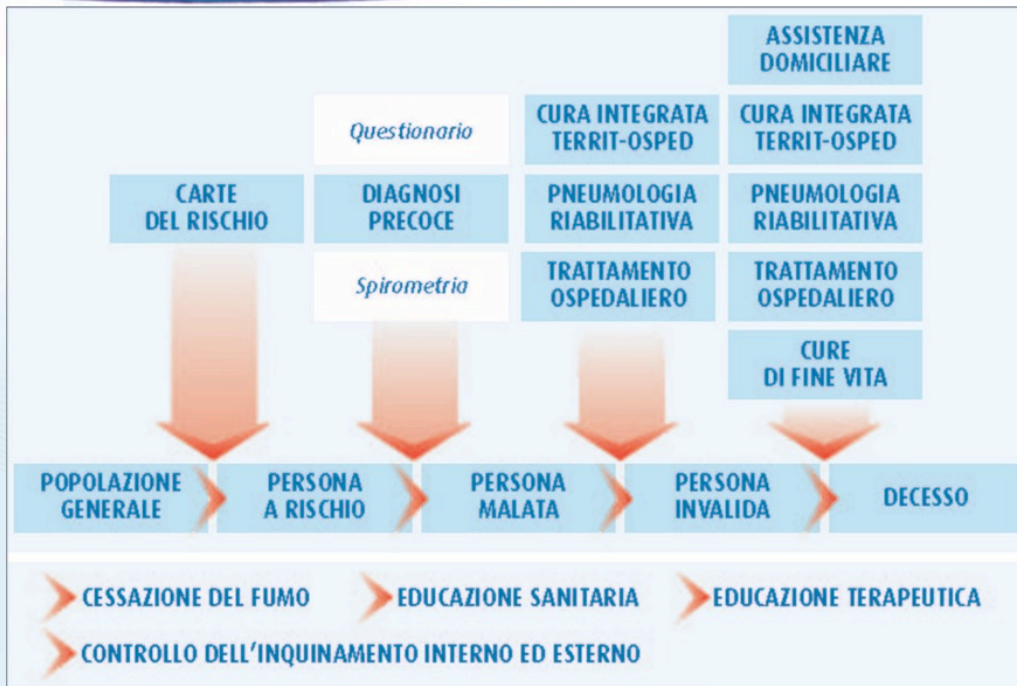 ASSISTENZA
DOMICILIARE
Questionario
CURA INTEGRATA
TERRIT-OSPED
CURA INTEGRATA
TERRIT-OSPED
CARTE
DEL RISCHIO
DIAGNOSI
PRECOCE
PNEUMOLOGIA
RIABILITATIVA
PNEUMOLOGIA
RIABILITATIVA
Spirometria
TRATTAMENTO
OSPEDALIERO
TRATTAMENTO
OSPEDALIERO
CURE
DI FINE VITA
POPOLAZIONE
GENERALE
PERSONA
A RISCHIO
PERSONA
MALATA
PERSONA
INVALIDA
DECESSO
CESSAZIONE DEL FUMO
EDUCAZIONE SANITARIA
EDUCAZIONE TERAPEUTICA
CONTROLLO DELL'INQUINAMENTO INTERNO ED ESTERNO